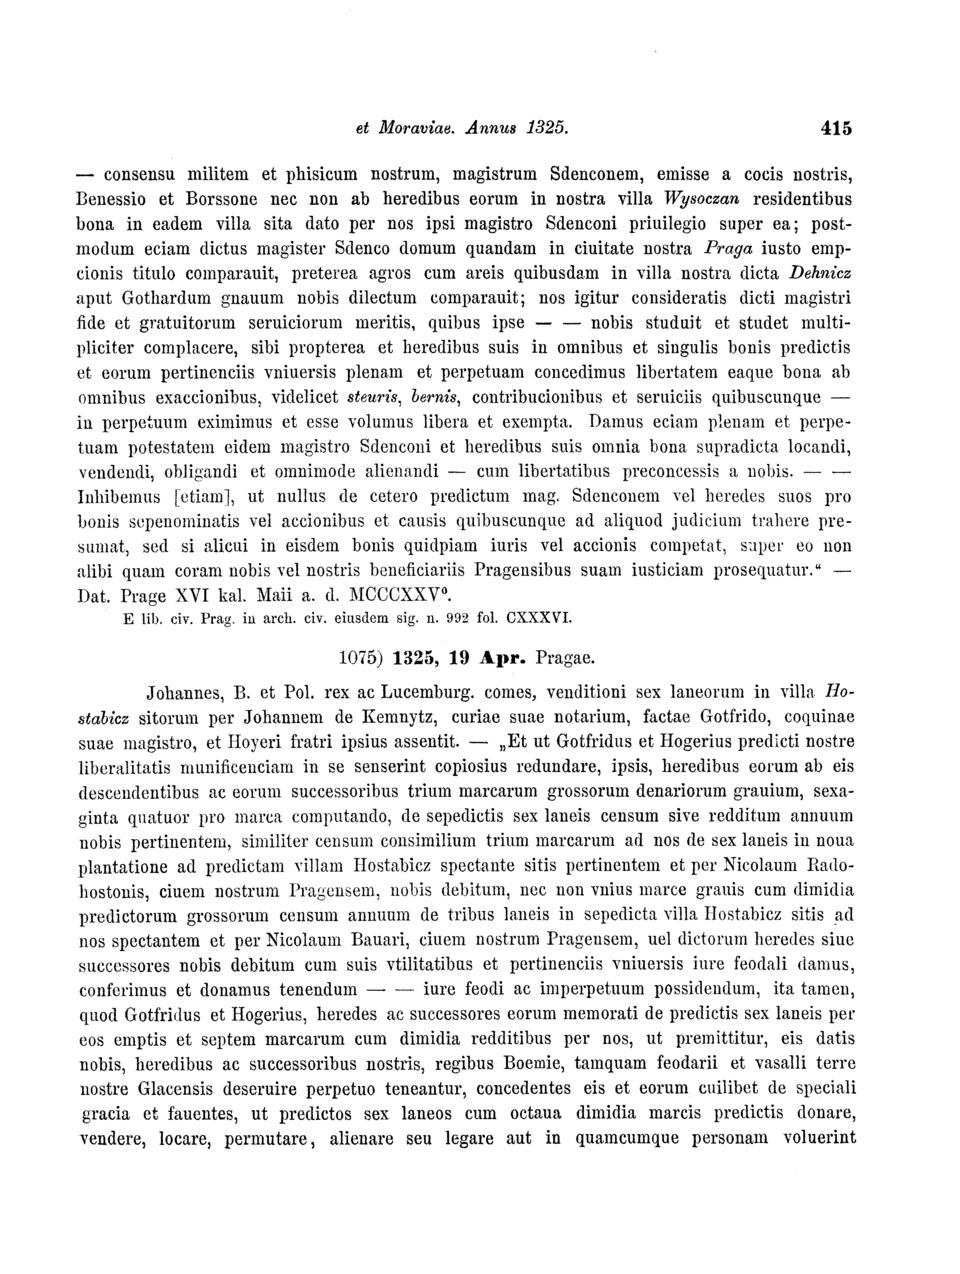 et Moraviae. Annus 1325. 415
— consensu militem et phisicum nostrum, magistrum Sdenconem, emisse a cocis nostris,
Benessio et Borssone nec non ab heredibus eorum in nostra villa Wysoczan residentibus
bona in eadem villa sita dato per nos ipsi magistro Sdenconi priuilegio super ea; post-
modum eciam dictus magister Sdenco domum quandam in ciuitate nostra Praga iusto emp-
cionis titulo comparauit, preterea agros cum areis quibusdam in villa nostra dicta Dehnicz
aput Gothardum gnauum nobis dilectum comparauit; nos igitur consideratis dicti magistri
fide et gratuitorum seruiciorum meritis, quibus ipse — — nobis studuit et studet multi-
pliciter complacere, sibi propterea et heredibus suis in omnibus et singulis bonis predictis
et eorum pertinenciis vniuersis plenam et perpetuam concedimus libertatem eaque bona ab
omnibus exaccionibus, videlicet steuris, bernis, contribucionibus et seruiciis quibuscunque —
in perpetuum eximimus et esse volumus libera et exempta. Damus eciam plenam et perpe-
tuam potestatem eidem magistro Sdenconi et heredibus suis omnia bona supradicta locandi,
vendendi, obligandi et omnimode alienandi — cum libertatibus preconcessis a nobis. — —
Inhibemus [etiam], ut nullus de cetero predictum mag. Sdenconem vel heredes suos pro
bonis sepenominatis vel accionibus et causis quibuscunque ad aliquod judicium trahere pre-
sumat, sed si alicui in eisdem bonis quidpiam iuris vel accionis competat, super eo non
alibi quam coram nobis vel nostris beneficiariis Pragensibus suam iusticiam prosequatur.“ —
Dat. Prage XVI kal. Maii a. d. MCCCXXV⁰.
E lib. civ. Prag. in arch. civ. eiusdem sig. n. 992 fol. CXXXVI.
1075) 1325, 19 Apr. Pragae.
Johannes, B. et Pol. rex ac Lucemburg. comes, venditioni sex laneorum in villa Ho-
stabicz sitorum per Johannem de Kemnytz, curiae suae notarium, factae Gotfrido, coquinae
suae magistro, et Hoyeri fratri ipsius assentit. — „Et ut Gotfridus et Hogerius predicti nostre
liberalitatis munificenciam in se senserint copiosius redundare, ipsis, heredibus eorum ab eis
descendentibus ac eorum successoribus trium marcarum grossorum denariorum grauium, sexa-
ginta quatuor pro marca computando, de sepedictis sex laneis censum sive redditum annuum
nobis pertinentem, similiter censum consimilium trium marcarum ad nos de sex laneis in noua
plantatione ad predictam villam Hostabicz spectante sitis pertinentem et per Nicolaum Rado-
hostonis, ciuem nostrum Pragensem, nobis debitum, nec non vnius marce grauis cum dimidia
predictorum grossorum censum annuum de tribus laneis in sepedicta villa Hostabicz sitis ad
nos spectantem et per Nicolaum Bauari, ciuem nostrum Pragensem, uel dictorum heredes siue
successores nobis debitum cum suis vtilitatibus et pertinenciis vniuersis iure feodali damus,
conferimus et donamus tenendum — — iure feodi ac imperpetuum possidendum, ita tamen,
quod Gotfridus et Hogerius, heredes ac successores eorum memorati de predictis sex laneis per
eos emptis et septem marcarum cum dimidia redditibus per nos, ut premittitur, eis datis
nobis, heredibus ac successoribus nostris, regibus Boemie, tamquam feodarii et vasalli terre
nostre Glacensis deseruire perpetuo teneantur, concedentes eis et eorum cuilibet de speciali
gracia et fauentes, ut predictos sex laneos cum octaua dimidia marcis predictis donare,
vendere, locare, permutare, alienare seu legare aut in quamcumque personam voluerint